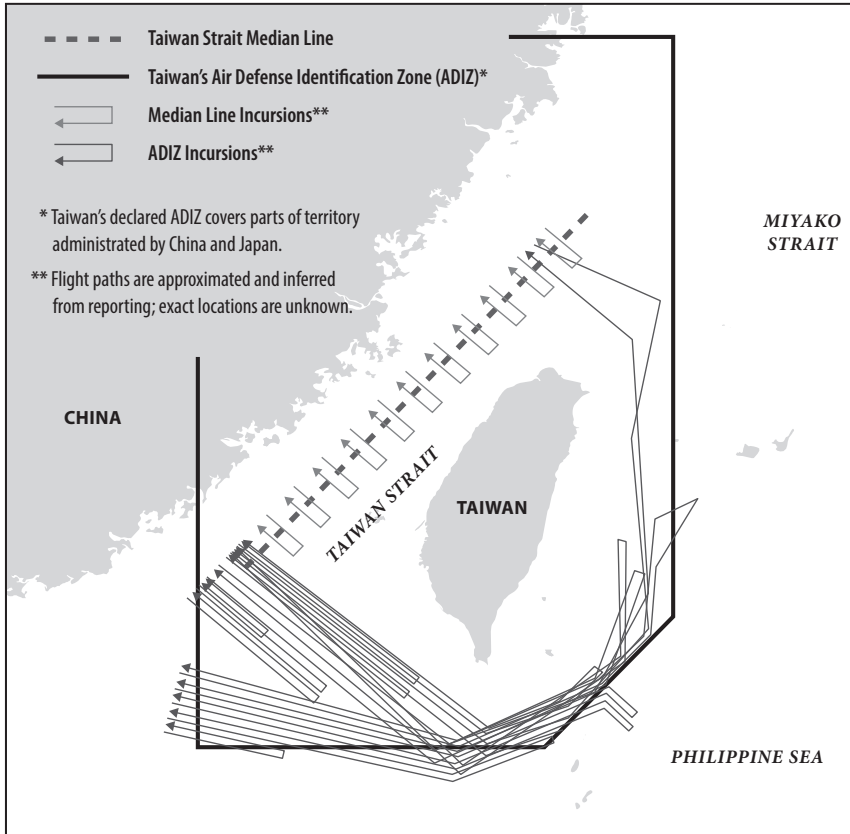 Taiwan Strait Median Line
Taiwan's Air Defense Identification Zone (ADIZ)*
Median Line Incursions**
ADIZ Incursions**
* Taiwan's declared ADIZ covers parts of territory
administrated by China and Japan.
** Flight paths are approximated and inferred
from reporting; exact locations are unknown.
MIYAKO
STRAIT
CHINA
TAIWAN STRAIT
TAIWAN
PHILIPPINE SEA